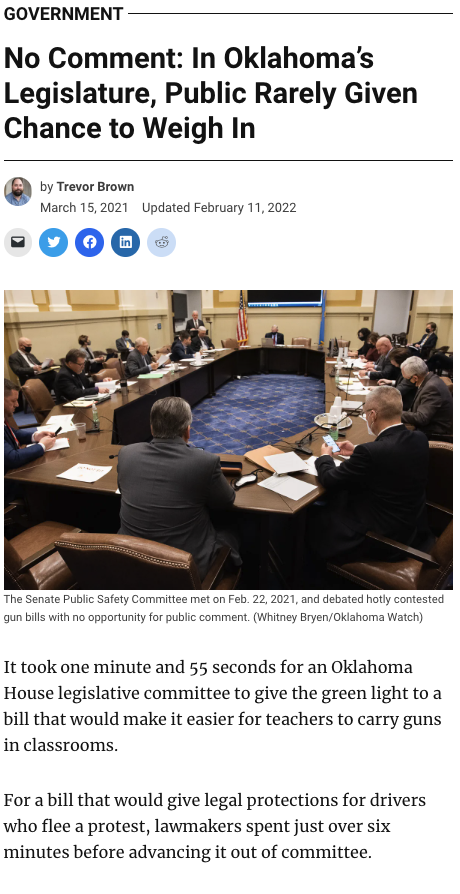 GOVERNMENT
No Comment: In Oklahoma’s
Legislature, Public Rarely Given
Chance to Weigh In
by Trevor Brown
March 15, 2021 Updated February 11, 2022
The Senate Public Safety Committee met on Feb. 22, 2021, and debated hotly contested
gun bills with no opportunity for public comment. (Whitney Bryen/Oklahoma Watch)
It took one minute and 55 seconds for an Oklahoma
House legislative committee to give the green light to a
bill that would make it easier for teachers to carry guns
in classrooms.
For a bill that would give legal protections for drivers
who flee a protest, lawmakers spent just over six
minutes before advancing it out of committee.